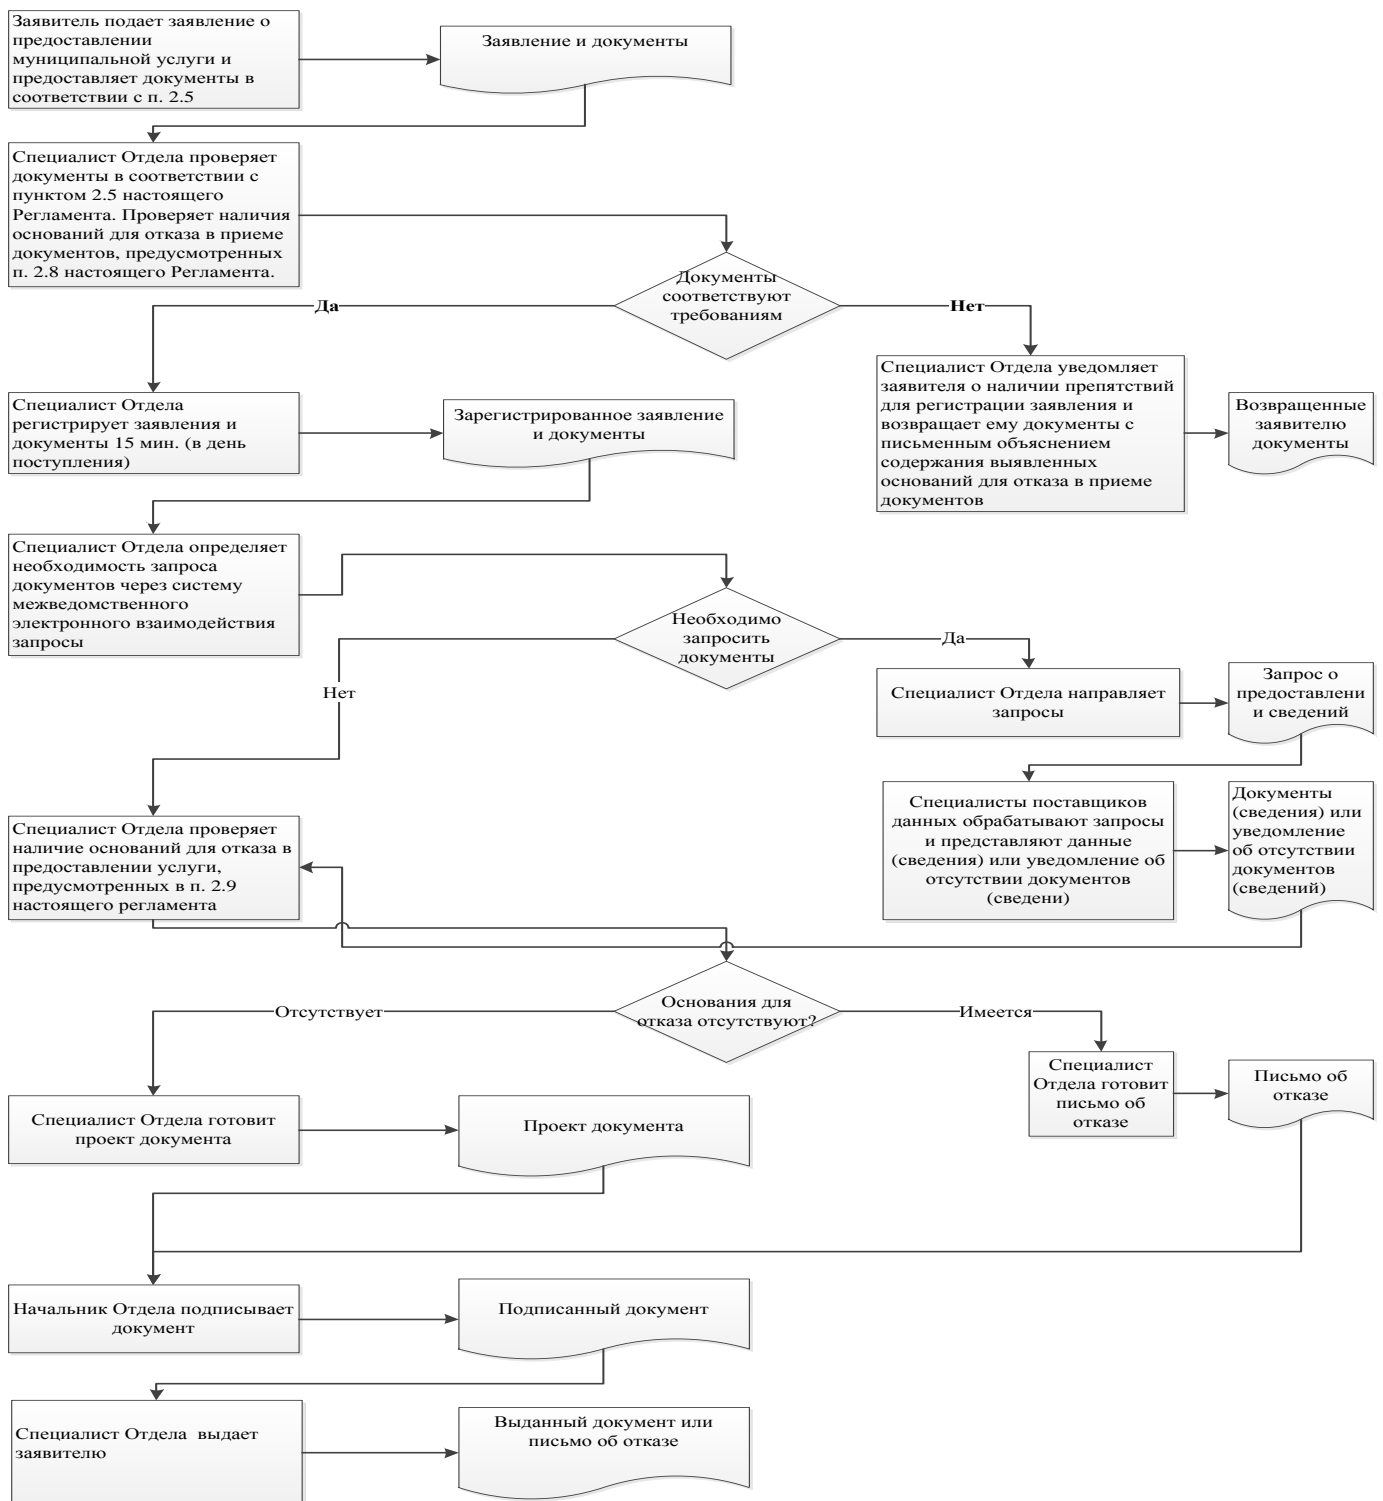 Заявитель подает заявление о
предоставлении
муниципальной услуги и
предоставляет документы в
соответствии с п. 2.5
Заявление и документы
Специалист Отдела проверяет
документы в соответствии с
пунктом 2.5 настоящего
Регламента. Проверяет наличия
оснований для отказа в приеме
документов, предусмотренных
п. 2.8 настоящего Регламента.
Документы
соответствуют
требованиям
Да
Нет
Специалист Отдела
регистрирует заявления и
документы 15 мин. (в день
поступления)
Зарегистрированное заявление
и документы
Специалист Отдела уведомляет
заявителя о наличии препятствий
для регистрации заявления и
возвращает ему документы с
письменным объяснением
содержания выявленных
оснований для отказа в приеме
документов
Возвращенные
заявителю
документы
Специалист Отдела определяет
необходимость запроса
документов через систему
межведомственного
электронного взаимодействия
запросы
Необходимо
запросить
документы
Да
Нет
Специалист Отдела направляет
запросы
Запрос о
предоставлени
и сведений
Специалисты поставщиков
данных обрабатывают запросы
и представляют данные
(сведения) или уведомление об
отсутствии документов
(сведени)
Документы
(сведения) или
уведомление
об отсутствии
документов
(сведений)
Специалист Отдела проверяет
наличие оснований для отказа в
предоставлении услуги,
предусмотренных в п. 2.9
настоящего регламента
Основания для
отказа отсутствуют?
Отсутствует
Имеется
Специалист
Отдела готовит
письмо об
отказе
Письмо об
отказе
Специалист Отдела готовит
проект документа
Проект документа
Начальник Отдела подписывает
документ
Подписанный документ
Специалист Отдела  выдает
заявителю
Выданный документ или
письмо об отказе